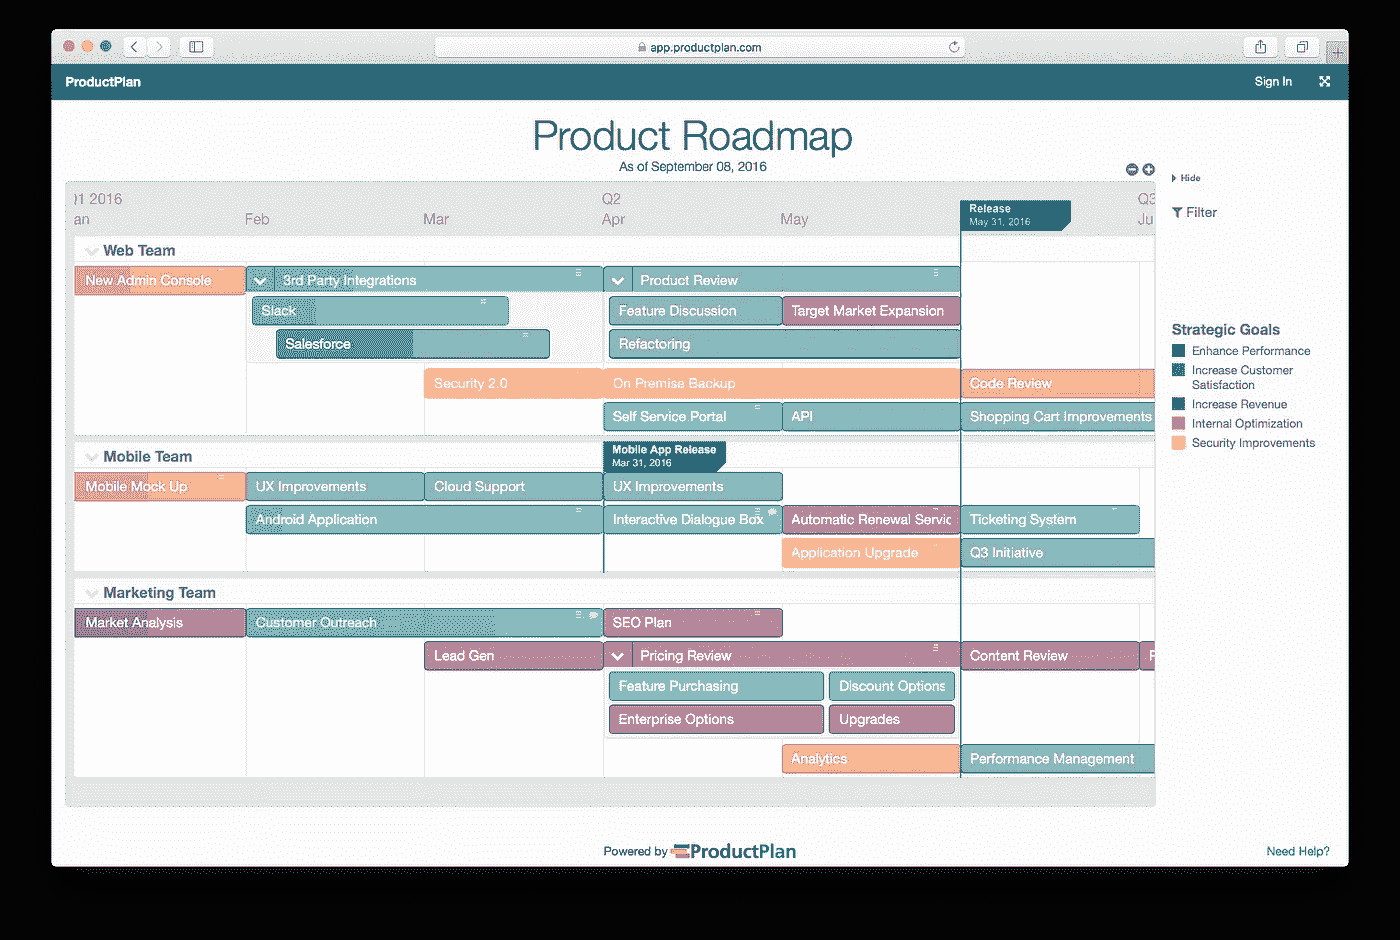 app.productplan.com
ProductPlan
Sign In
Product Roadmap
As of September 08, 2016
Hide
Filter
)1 2016
Q2
Q3
an
Feb
Mar
Apr
May
Ju
Release
May 31, 2016
Web Team
New Admin Console
3rd Party Integrations
Product Review
Slack
Feature Discussion
Target Market Expansion
Salesforce
Refactoring
Security 2.0
On Premise Backup
Code Review
Self Service Portal
API
Shopping Cart Improvements
Mobile Team
Mobile App Release
Mar 31, 2016
Mobile Mock Up
UX Improvements
Cloud Support
UX Improvements
Android Application
Interactive Dialogue Box
Automatic Renewal Servic
Ticketing System
Application Upgrade
Q3 Initiative
Marketing Team
Market Analysis
Customer Outreach
SEO Plan
Lead Gen
Pricing Review
Content Review
F
Feature Purchasing
Discount Options
Enterprise Options
Upgrades
Analytics
Performance Management
Strategic Goals
Enhance Performance
Increase Customer
Satisfaction
Increase Revenue
Internal Optimization
Security Improvements
Powered by ProductPlan
Need Help?